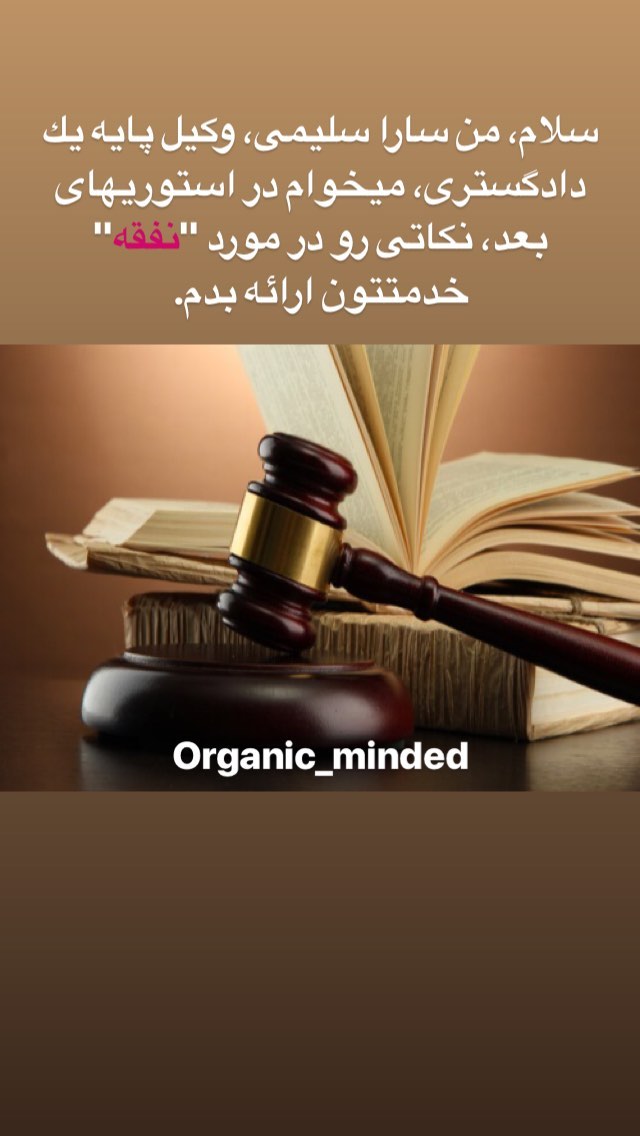 سلام، من سارا سلیمی، وکیل پایه یك
دادگستری، میخوام در استوریهای
بعد، نکاتی رو در مورد "نفقه"
خدمتتون ارائه بدم.
Organic_minded